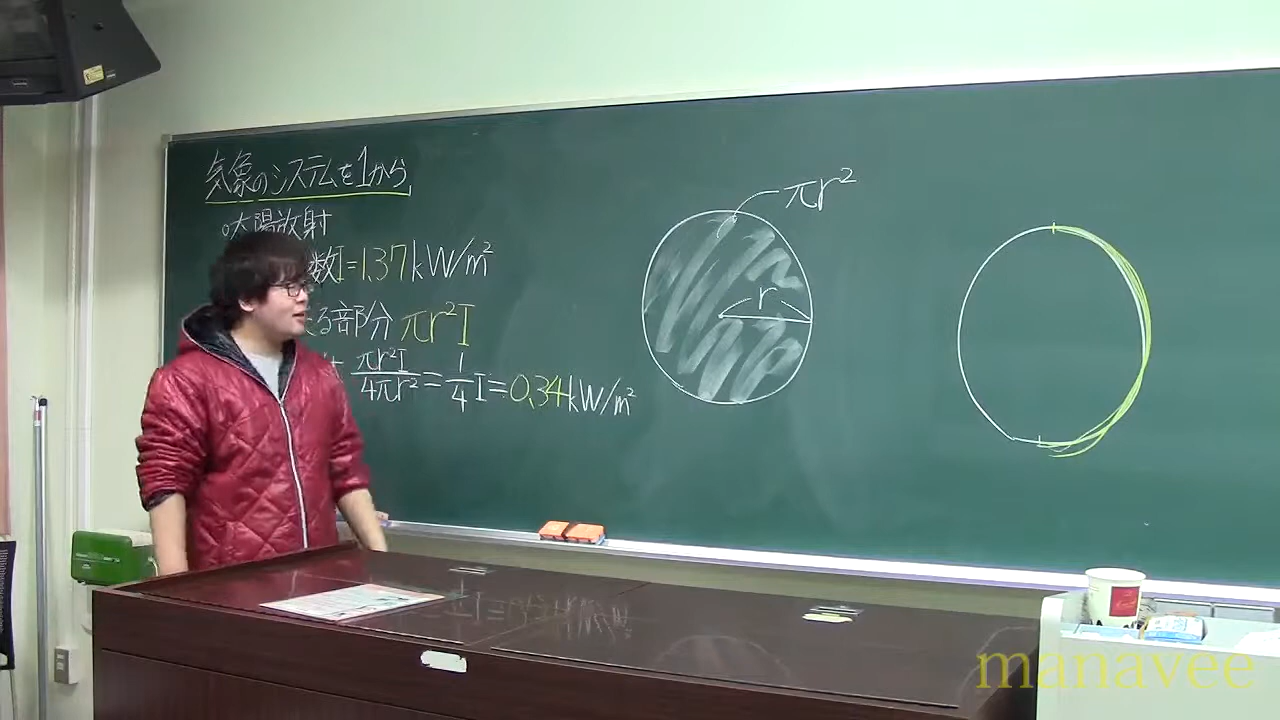 気象のシステムを1から
○太陽放射
数I=1.37kW/m²
る部分 πr²I
πr²I/4πr² = 1/4 I = 0.34kW/m²
πr²
r
manavee